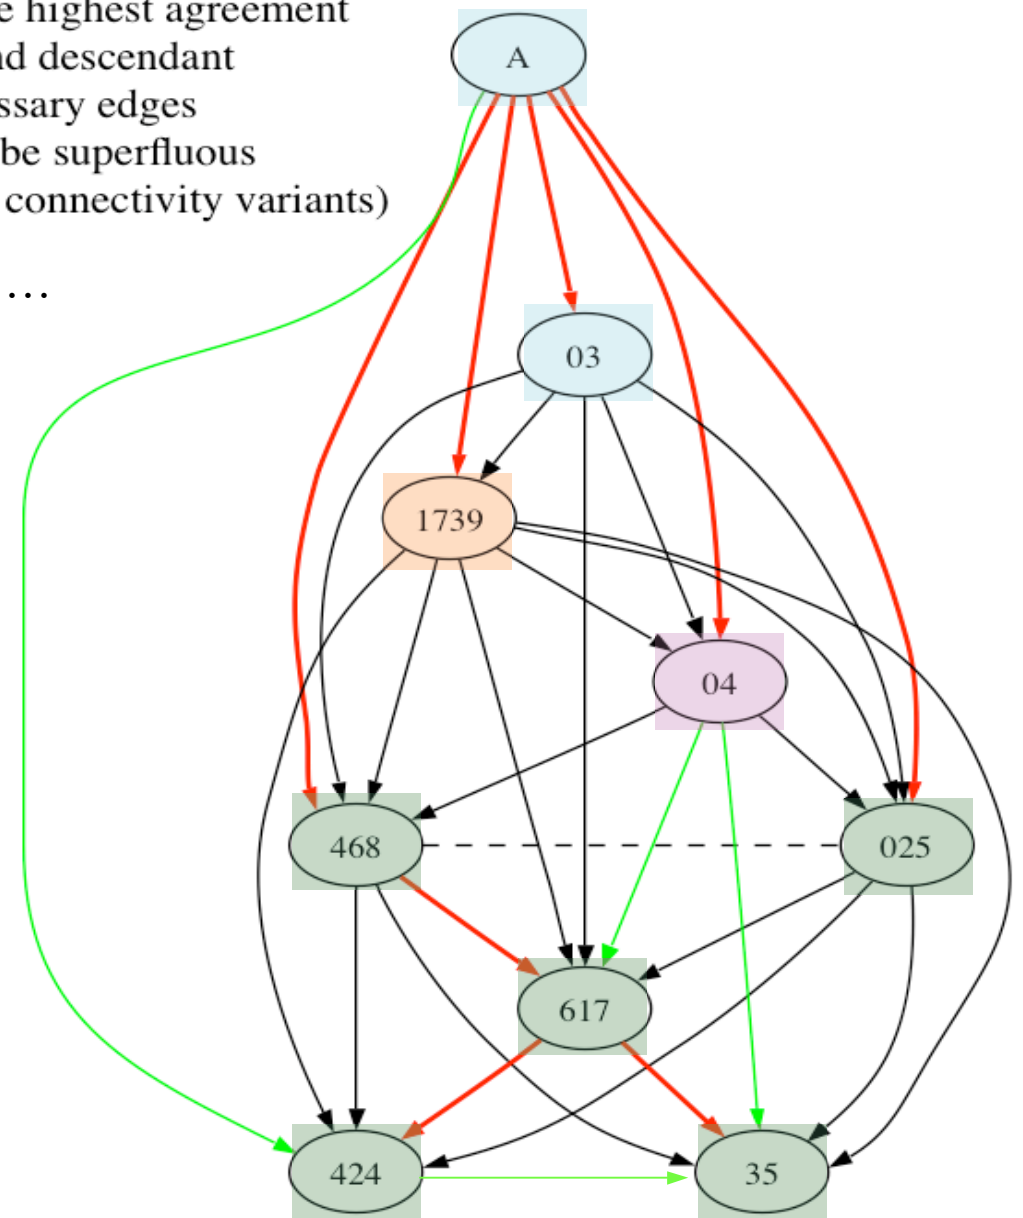 e highest agreement
nd descendant
ssary edges
be superfluous
connectivity variants)
...
A
03
1739
04
468
025
617
424
35